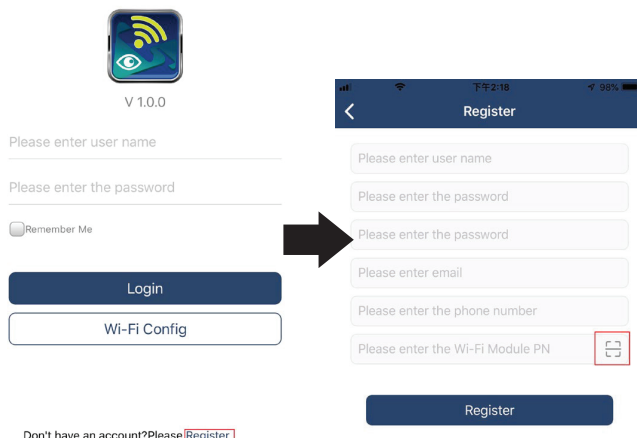 V 1.0.0
Please enter user name
Please enter the password
Remember Me
Login
Wi-Fi Config
Don't have an account?Please Register
下午2:18
98%
Register
Please enter user name
Please enter the password
Please enter the password
Please enter email
Please enter the phone number
Please enter the Wi-Fi Module PN
Register